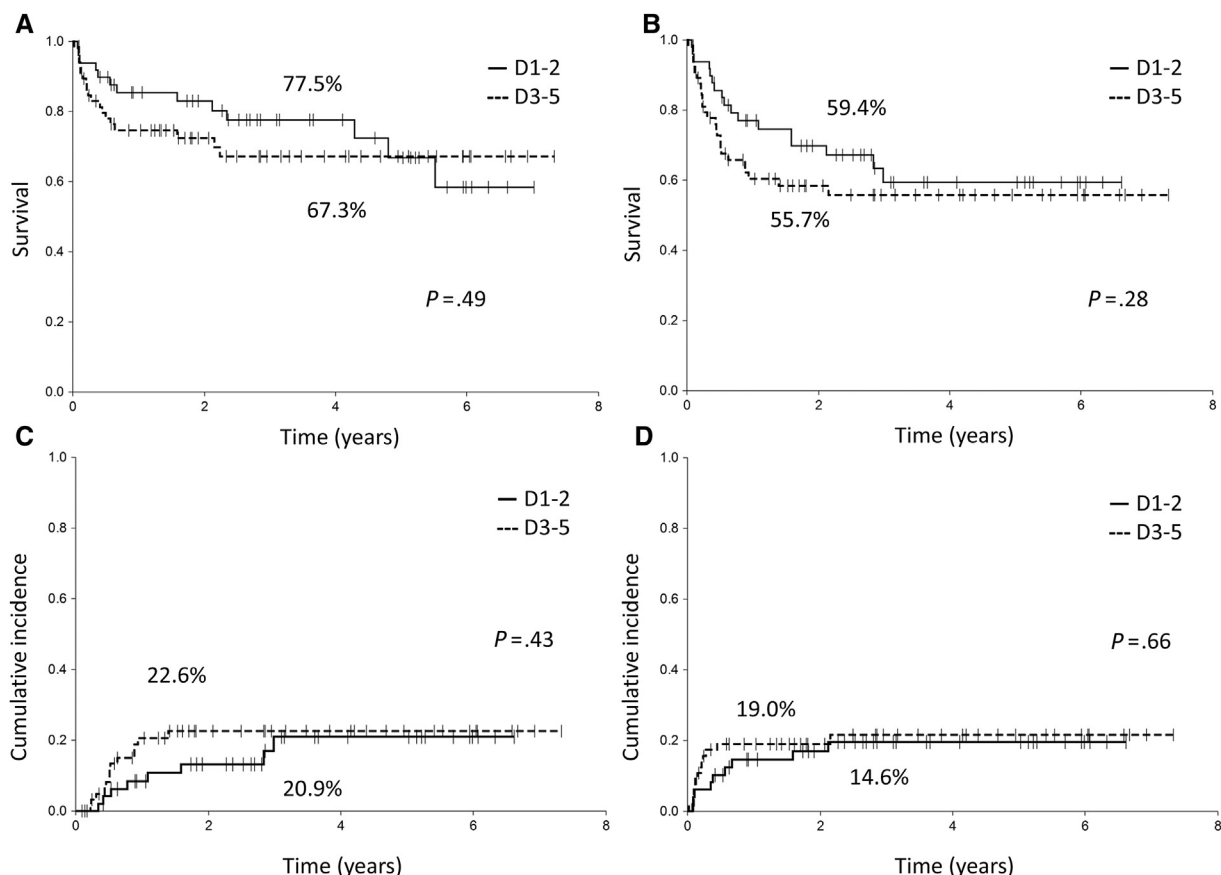 A
1.0
0.8
0.6
0.4
0.2
0.0
Survival
77.5%
67.3%
D1-2
D3-5
P = .49
0 2 4 6 8
Time (years)
B
1.0
0.8
0.6
0.4
0.2
0.0
Survival
59.4%
55.7%
D1-2
D3-5
P = .28
0 2 4 6 8
Time (years)
C
1.0
0.8
0.6
0.4
0.2
0.0
Cumulative incidence
D1-2
D3-5
P = .43
22.6%
20.9%
0 2 4 6 8
Time (years)
D
1.0
0.8
0.6
0.4
0.2
0.0
Cumulative incidence
D1-2
D3-5
P = .66
19.0%
14.6%
0 2 4 6 8
Time (years)